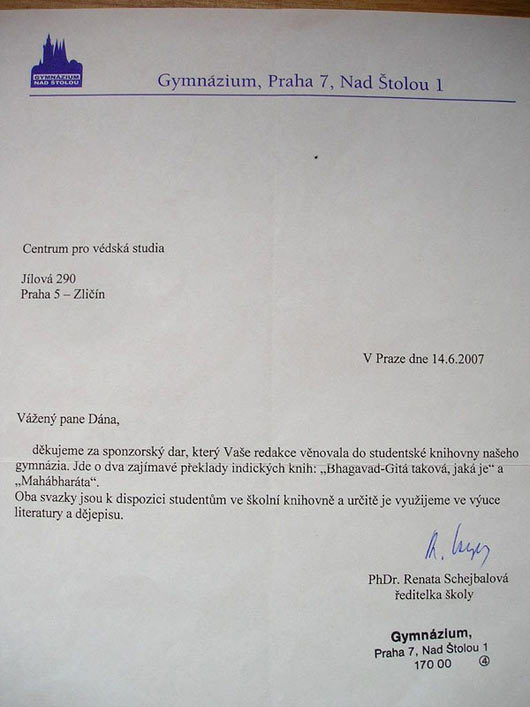 GYMNÁZIUM
NAD ŠTOLOU
Gymnázium, Praha 7, Nad Štolou 1
Centrum pro védská studia
Jílová 290
Praha 5 – Zličín
V Praze dne 14.6.2007
Vážený pane Dána,
děkujeme za sponzorský dar, který Vaše redakce věnovala do studentské knihovny našeho
gymnázia. Jde o dva zajímavé překlady indických knih: „Bhagavad-Gítá taková, jaká je“ a
„Mahábharáta“.
Oba svazky jsou k dispozici studentům ve školní knihovně a určitě je využijeme ve výuce
literatury a dějepisu.
PhDr. Renata Schejbalová
ředitelka školy
Gymnázium,
Praha 7, Nad Štolou 1
170 00 4